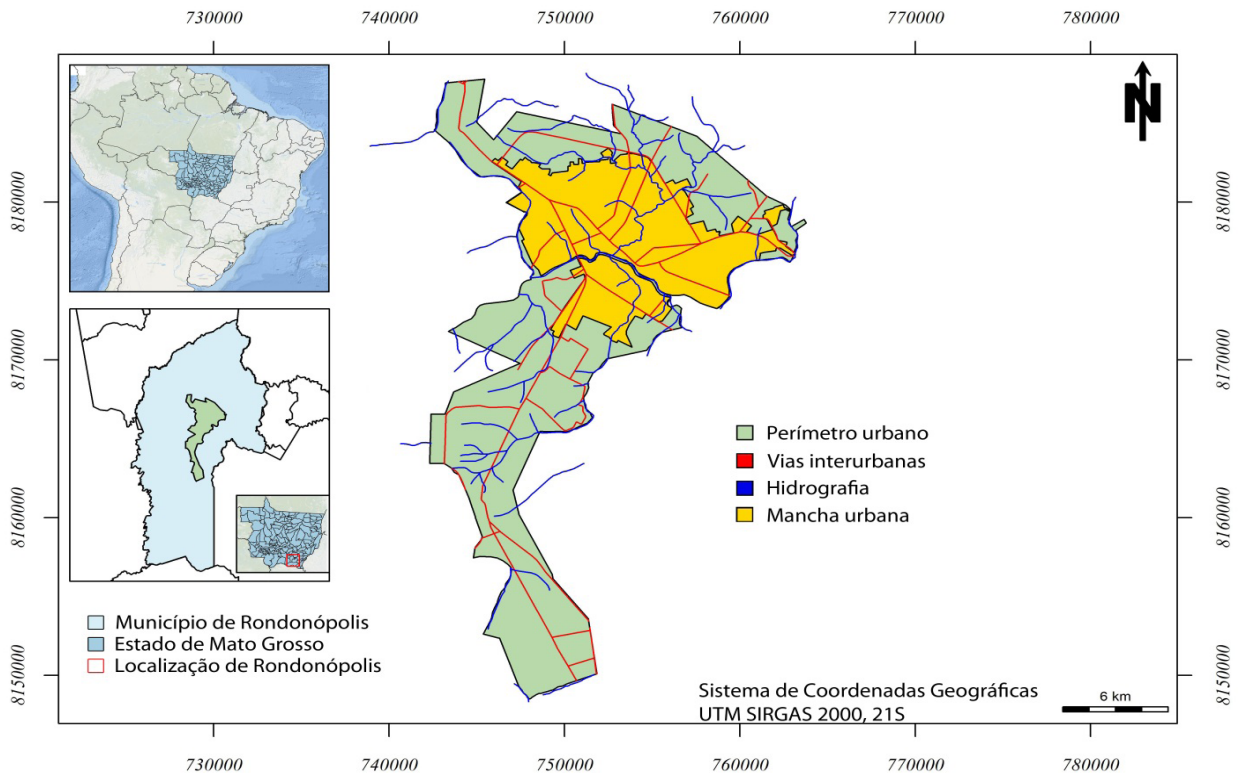 730000 740000 750000 760000 770000 780000
N
8180000 8180000
8170000 8170000
8160000 8160000
8150000 8150000
Perímetro urbano
Vias interurbanas
Hidrografia
Mancha urbana
Município de Rondonópolis
Estado de Mato Grosso
Localização de Rondonópolis
Sistema de Coordenadas Geográficas
UTM SIRGAS 2000, 21S
6 km
730000 740000 750000 760000 770000 780000